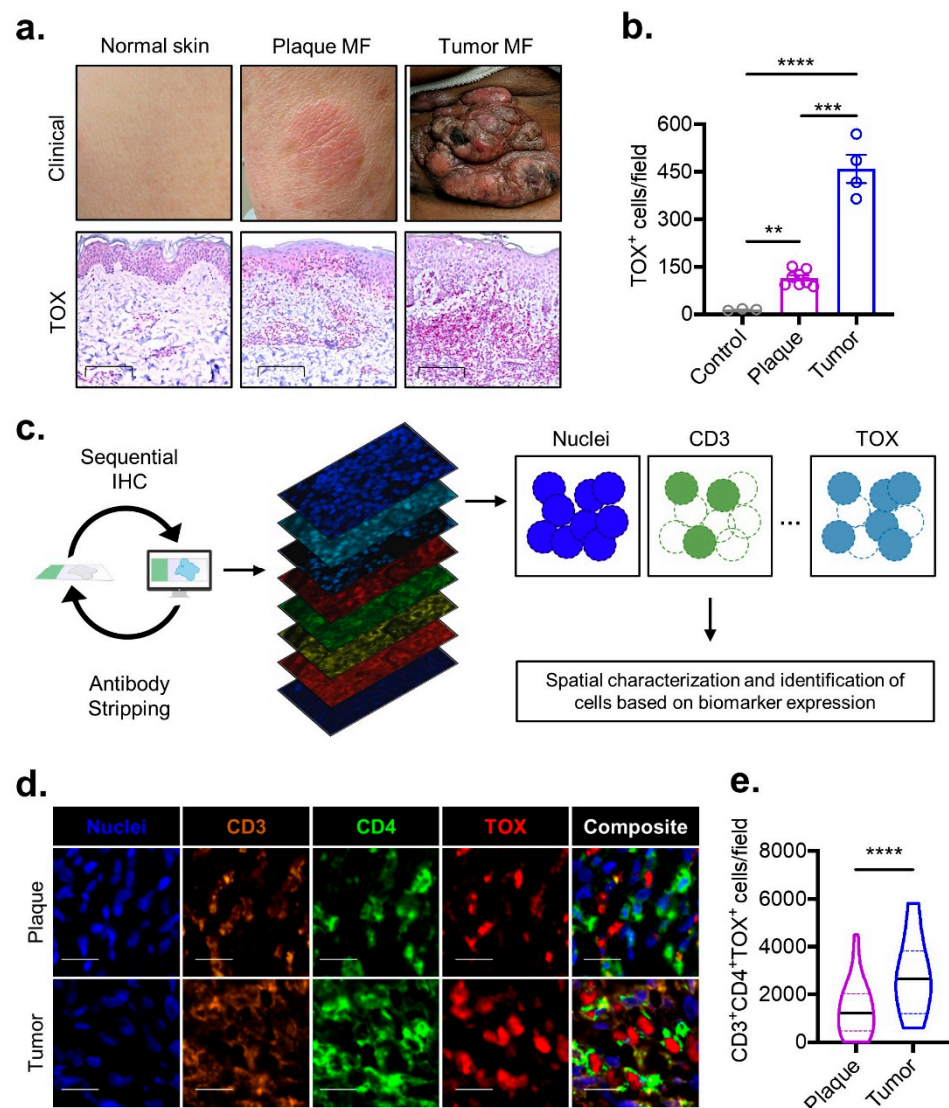 a.
Normal skin
Plaque MF
Tumor MF
Clinical
TOX
b.
****
***
**
TOX⁺ cells/field
600
450
300
150
0
Control
Plaque
Tumor
c.
Sequential
IHC
Antibody
Stripping
Nuclei
CD3
...
TOX
Spatial characterization and identification of
cells based on biomarker expression
d.
Nuclei
CD3
CD4
TOX
Composite
Plaque
Tumor
e.
****
CD3⁺CD4⁺TOX⁺ cells/field
8000
6000
4000
2000
0
Plaque
Tumor